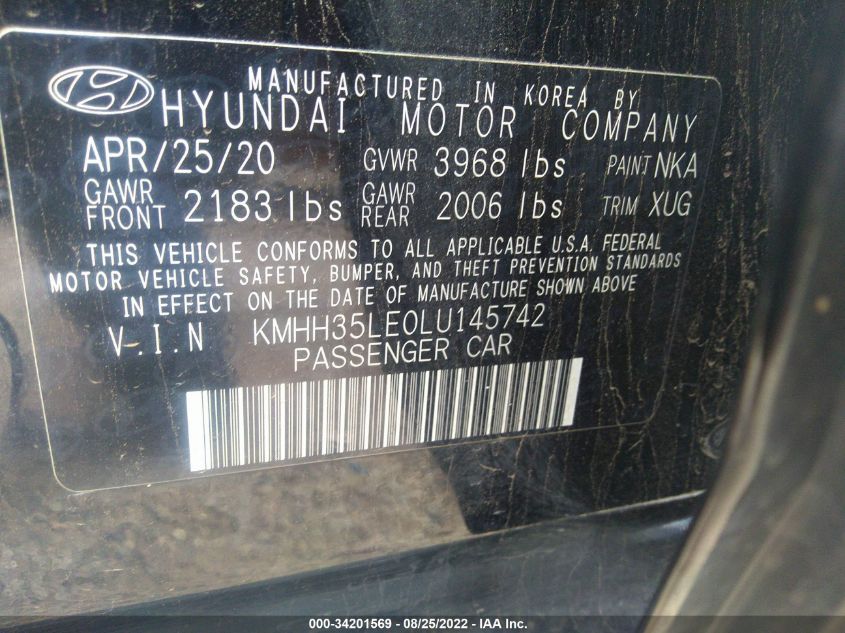 MANUFACTURED IN KOREA BY
HYUNDAI MOTOR COMPANY
APR/25/20 GVWR 3968 lbs PAINT NKA
GAWR FRONT 2183 lbs GAWR REAR 2006 lbs TRIM XUG
THIS VEHICLE CONFORMS TO ALL APPLICABLE U.S.A. FEDERAL
MOTOR VEHICLE SAFETY, BUMPER, AND THEFT PREVENTION STANDARDS
IN EFFECT ON THE DATE OF MANUFACTURE SHOWN ABOVE
V.I.N KMHH35LE0LU145742
PASSENGER CAR
000-34201569 - 08/25/2022 - IAA Inc.